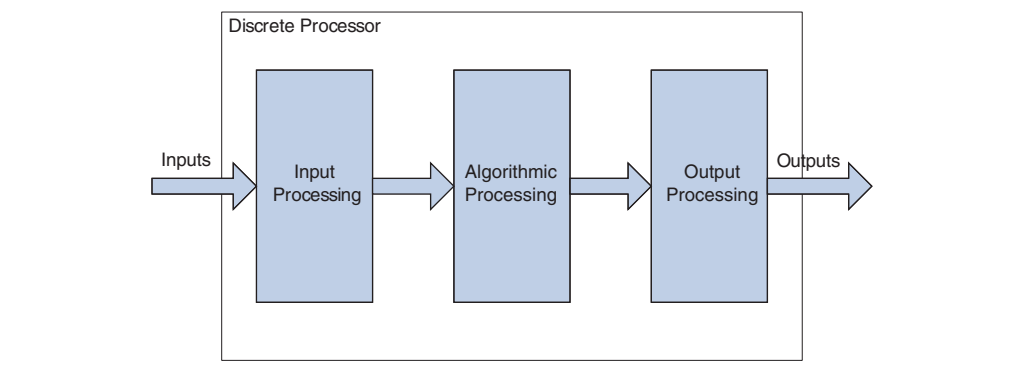 Discrete Processor
Inputs
Input
Processing
Algorithmic
Processing
Output
Processing
Outputs